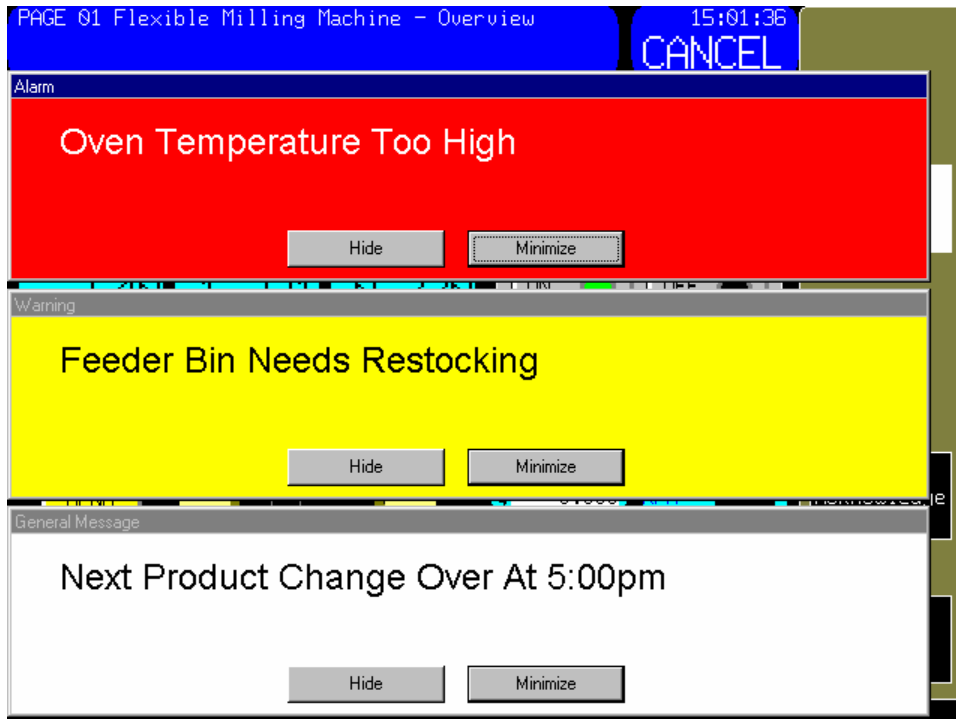 PAGE 01 Flexible Milling Machine - Overview
15:01:36
CANCEL
Alarm
Oven Temperature Too High
Hide
Minimize
Warning
Feeder Bin Needs Restocking
Hide
Minimize
Acknowledge
General Message
Next Product Change Over At 5:00pm
Hide
Minimize